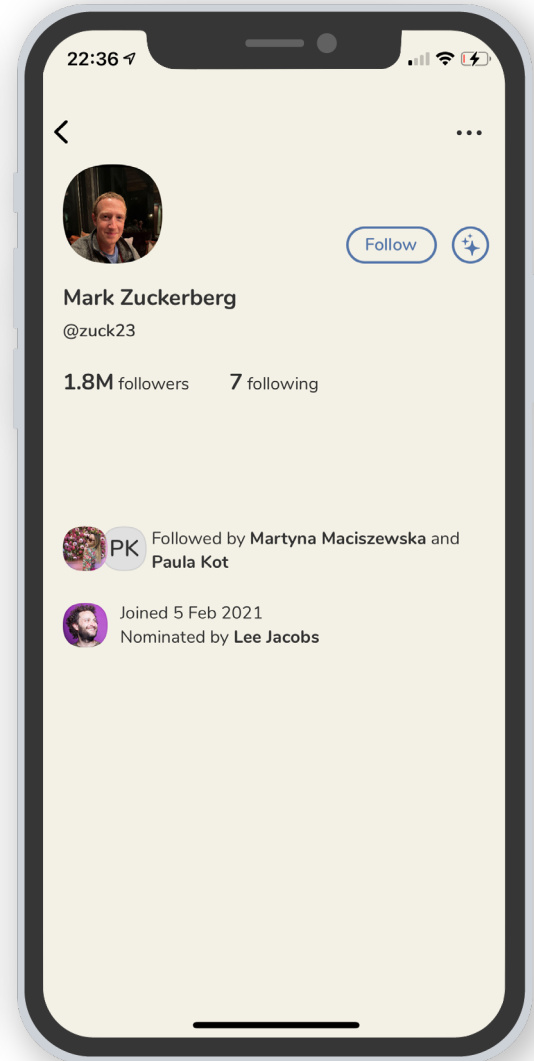 22:36
Follow
Mark Zuckerberg
@zuck23
1.8M followers 7 following
PK
Followed by Martyna Maciszewska and
Paula Kot
Joined 5 Feb 2021
Nominated by Lee Jacobs